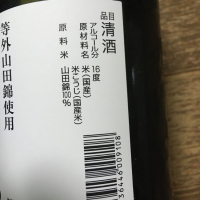 品目 清酒
アルコール分 16度
原材料名 米(国産)
米こうじ(国産米)
原料米 山田錦100%
等外山田錦使用
36446009108